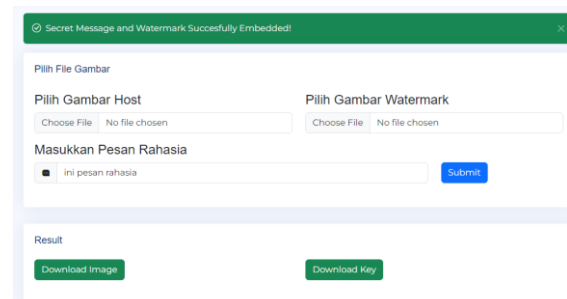 Secret Message and Watermark Succesfully Embedded!
Pilih File Gambar
Pilih Gambar Host
Pilih Gambar Watermark
Choose File No file chosen
Choose File No file chosen
Masukkan Pesan Rahasia
ini pesan rahasia
Submit
Result
Download Image
Download Key